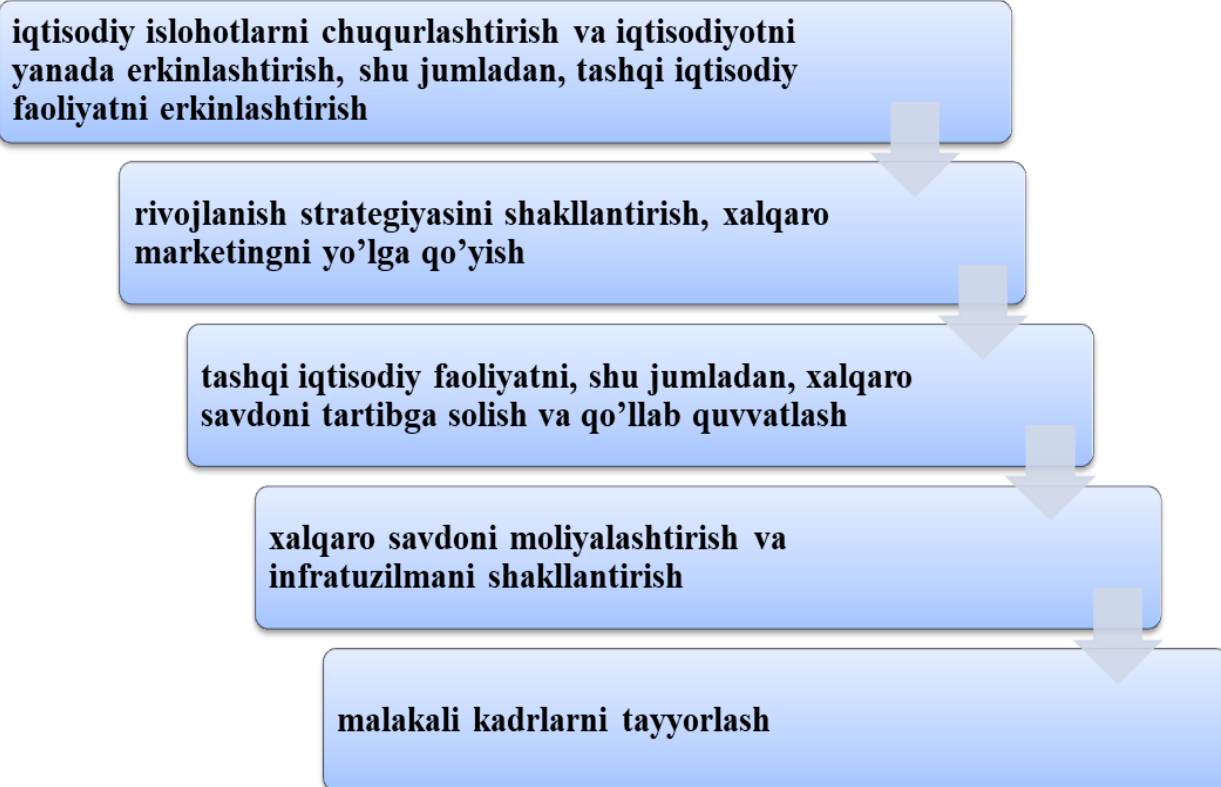 iqtisodiy islohotlarni chuqurlashtirish va iqtisodiyotni
yanada erkinlashtirish, shu jumladan, tashqi iqtisodiy
faoliyatni erkinlashtirish
rivojlanish strategiyasini shakllantirish, xalqaro
marketingni yo’lga qo’yish
tashqi iqtisodiy faoliyatni, shu jumladan, xalqaro
savdoni tartibga solish va qo’llab quvvatlash
xalqaro savdoni moliyalashtirish va
infratuzilmani shakllantirish
malakali kadrlarni tayyorlash